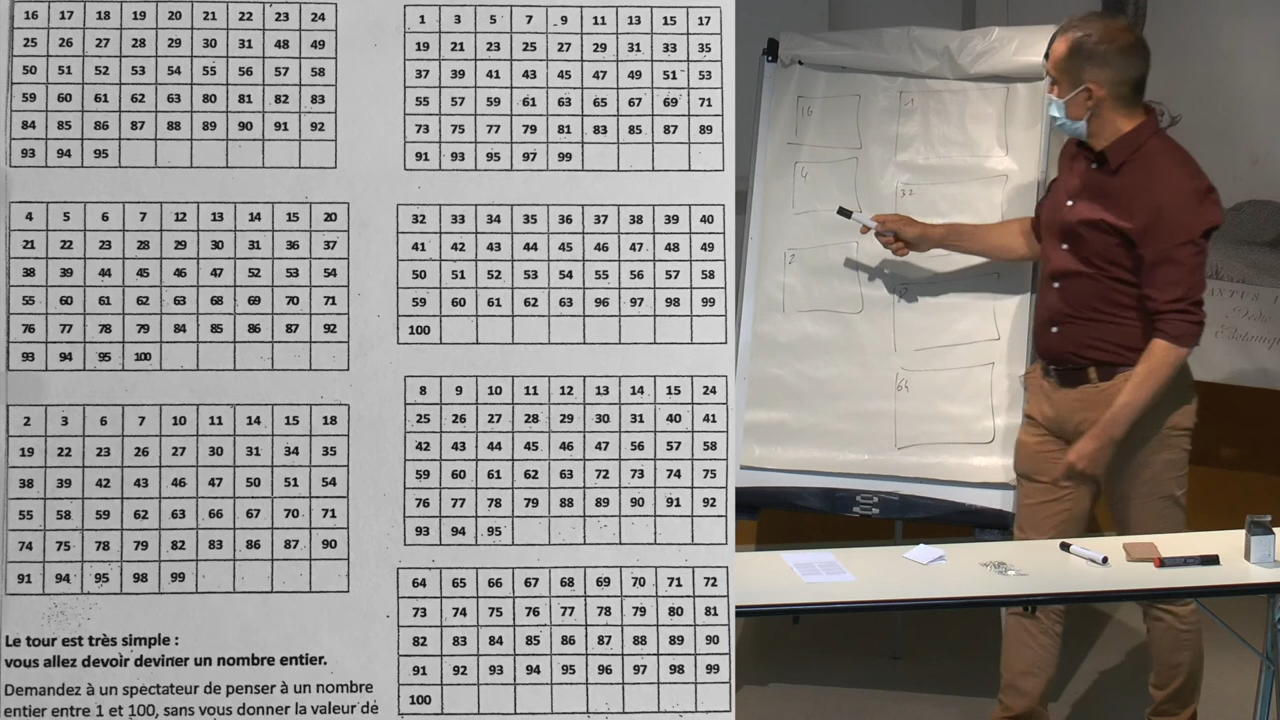 16 17 18 19 20 21 22 23 24
25 26 27 28 29 30 31 48 49
50 51 52 53 54 55 56 57 58
59 60 61 62 63 80 81 82 83
84 85 86 87 88 89 90 91 92
93 94 95
1 3 5 7 9 11 13 15 17
19 21 23 25 27 29 31 33 35
37 39 41 43 45 47 49 51 53
55 57 59 61 63 65 67 69 71
73 75 77 79 81 83 85 87 89
91 93 95 97 99
4 5 6 7 12 13 14 15 20
21 22 23 28 29 30 31 36 37
38 39 44 45 46 47 52 53 54
55 60 61 62 63 68 69 70 71
76 77 78 79 84 85 86 87 92
93 94 95 100
32 33 34 35 36 37 38 39 40
41 42 43 44 45 46 47 48 49
50 51 52 53 54 55 56 57 58
59 60 61 62 63 96 97 98 99
100
2 3 6 7 10 11 14 15 18
19 22 23 26 27 30 31 34 35
38 39 42 43 46 47 50 51 54
55 58 59 62 63 66 67 70 71
74 75 78 79 82 83 86 87 90
91 94 95 98 99
8 9 10 11 12 13 14 15 24
25 26 27 28 29 30 31 40 41
42 43 44 45 46 47 56 57 58
59 60 61 62 63 72 73 74 75
76 77 78 79 88 89 90 91 92
93 94 95
64 65 66 67 68 69 70 71 72
73 74 75 76 77 78 79 80 81
82 83 84 85 86 87 88 89 90
91 92 93 94 95 96 97 98 99
100
Le tour est très simple :
vous allez devoir deviner un nombre entier.
Demandez à un spectateur de penser à un nombre
entier entre 1 et 100, sans vous donner la valeur de
16
1
4
32
2
64